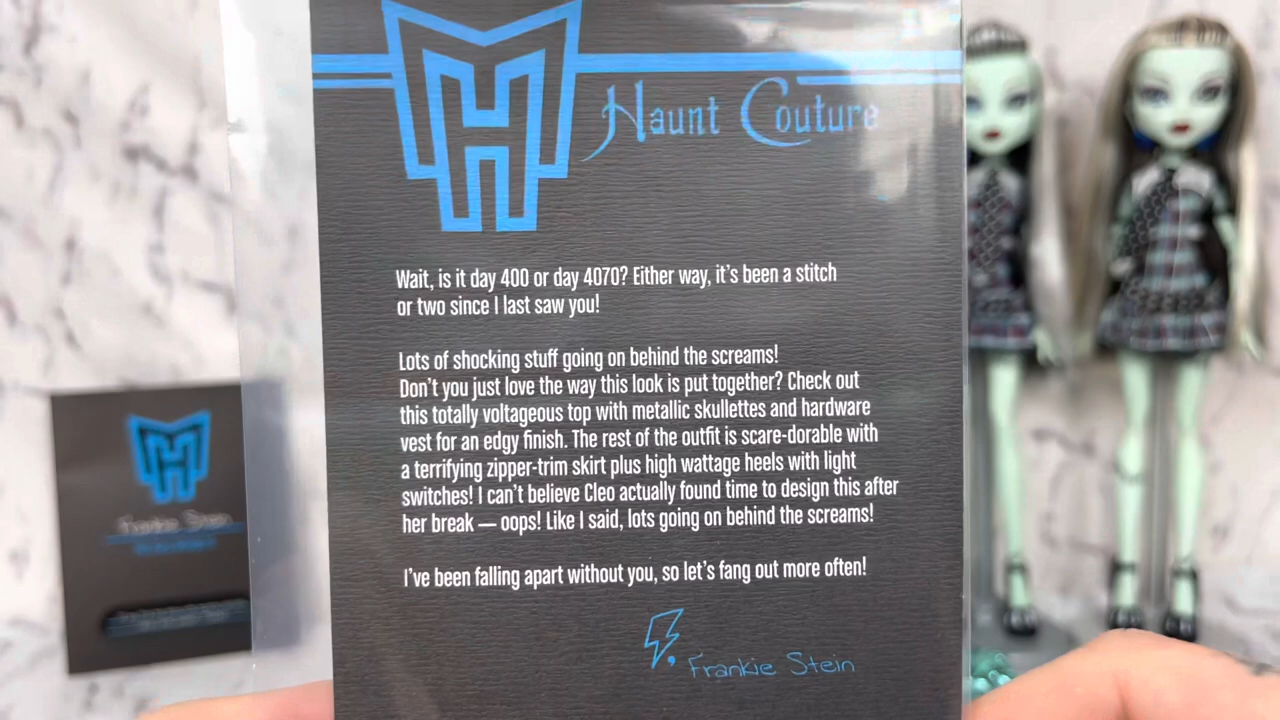 MH
Haunt Couture
Wait, is it day 400 or day 4070? Either way, it's been a stitch
or two since I last saw you!
Lots of shocking stuff going on behind the screams!
Don't you just love the way this look is put together? Check out
this totally voltageous top with metallic skullettes and hardware
vest for an edgy finish. The rest of the outfit is scare-dorable with
a terrifying zipper-trim skirt plus high wattage heels with light
switches! I can't believe Cleo actually found time to design this after
her break — oops! Like I said, lots going on behind the screams!
I've been falling apart without you, so let's fang out more often!
Frankie Stein
MH
Frankie Stein